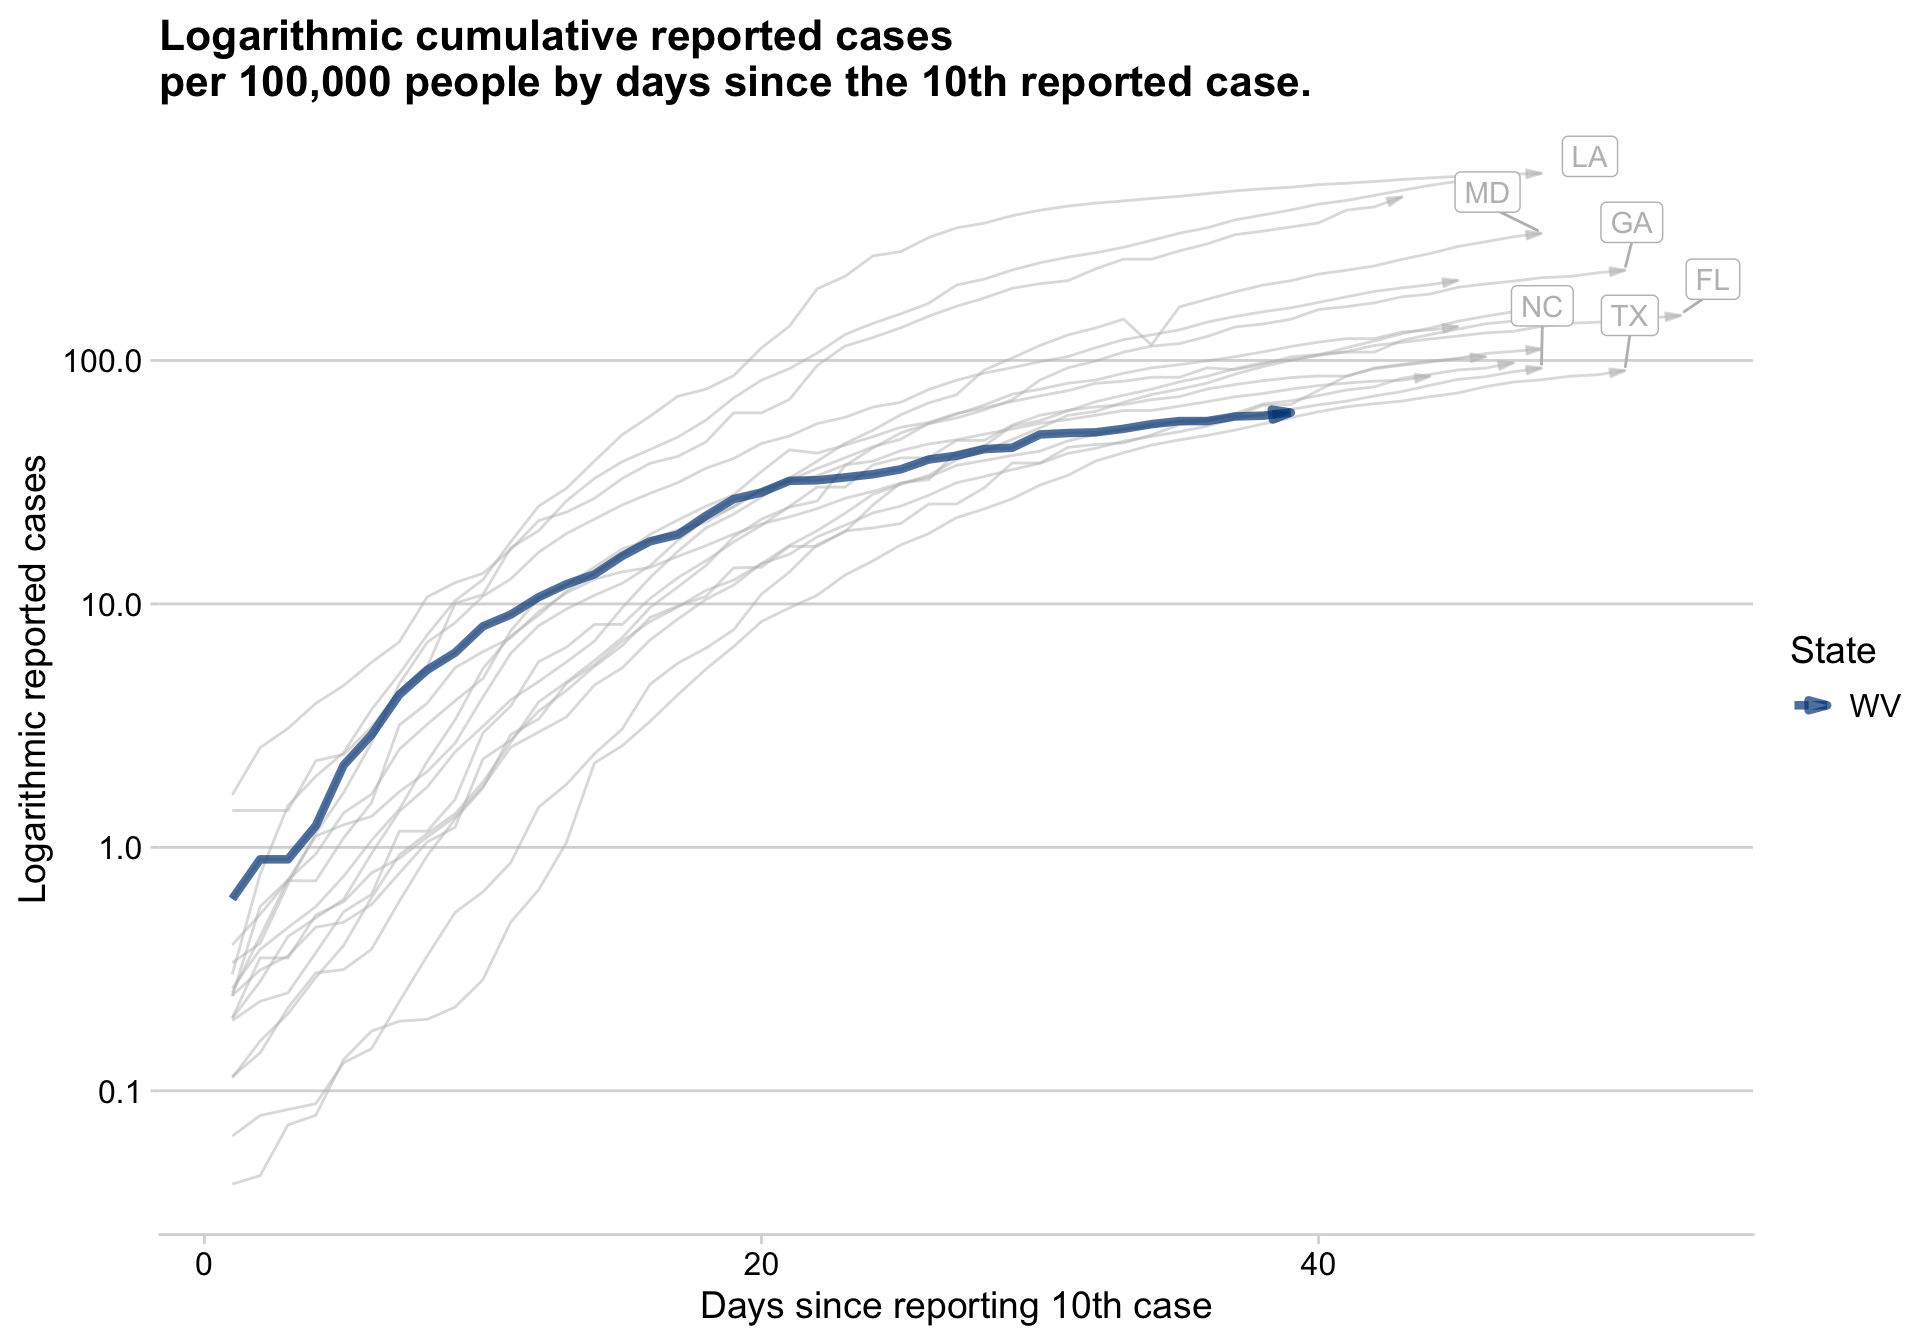 Logarithmic cumulative reported cases
per 100,000 people by days since the 10th reported case.
LA
MD
GA
FL
NC
TX
100.0
10.0
1.0
0.1
Logarithmic reported cases
State
WV
0
20
40
Days since reporting 10th case